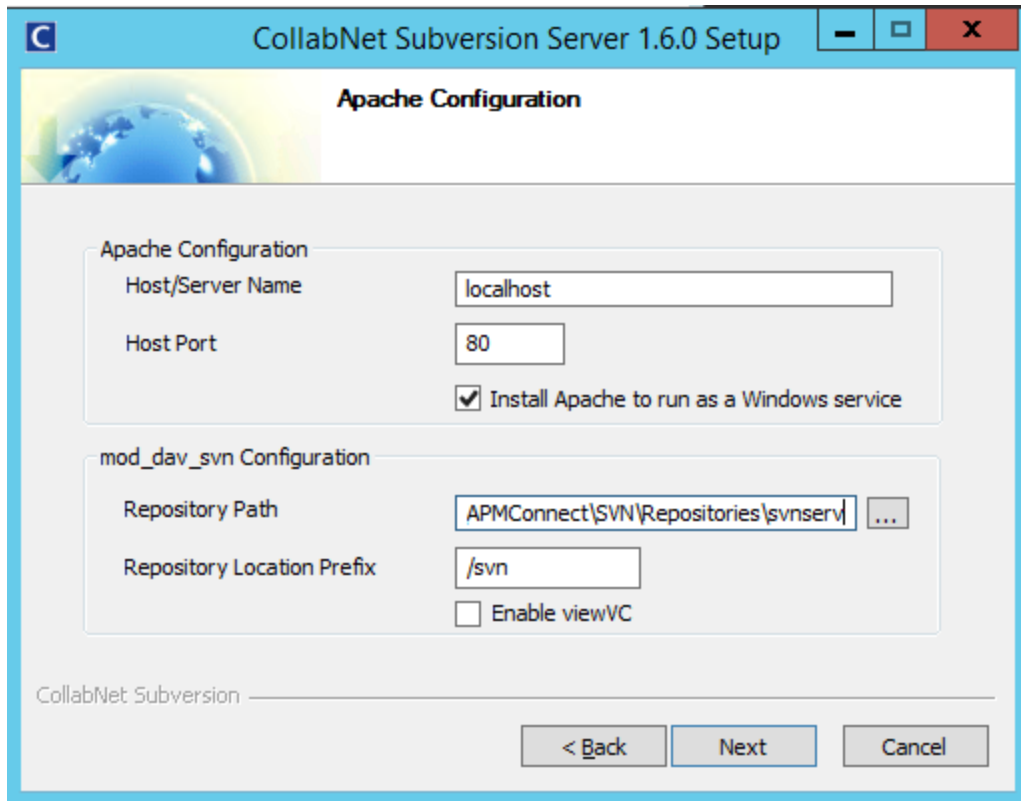 C
CollabNet Subversion Server 1.6.0 Setup
Apache Configuration
Apache Configuration
Host/Server Name
localhost
Host Port
80
Install Apache to run as a Windows service
mod_dav_svn Configuration
Repository Path
APMConnect\SVN\Repositories\svnserv
...
Repository Location Prefix
/svn
Enable viewVC
CollabNet Subversion
< Back
Next
Cancel